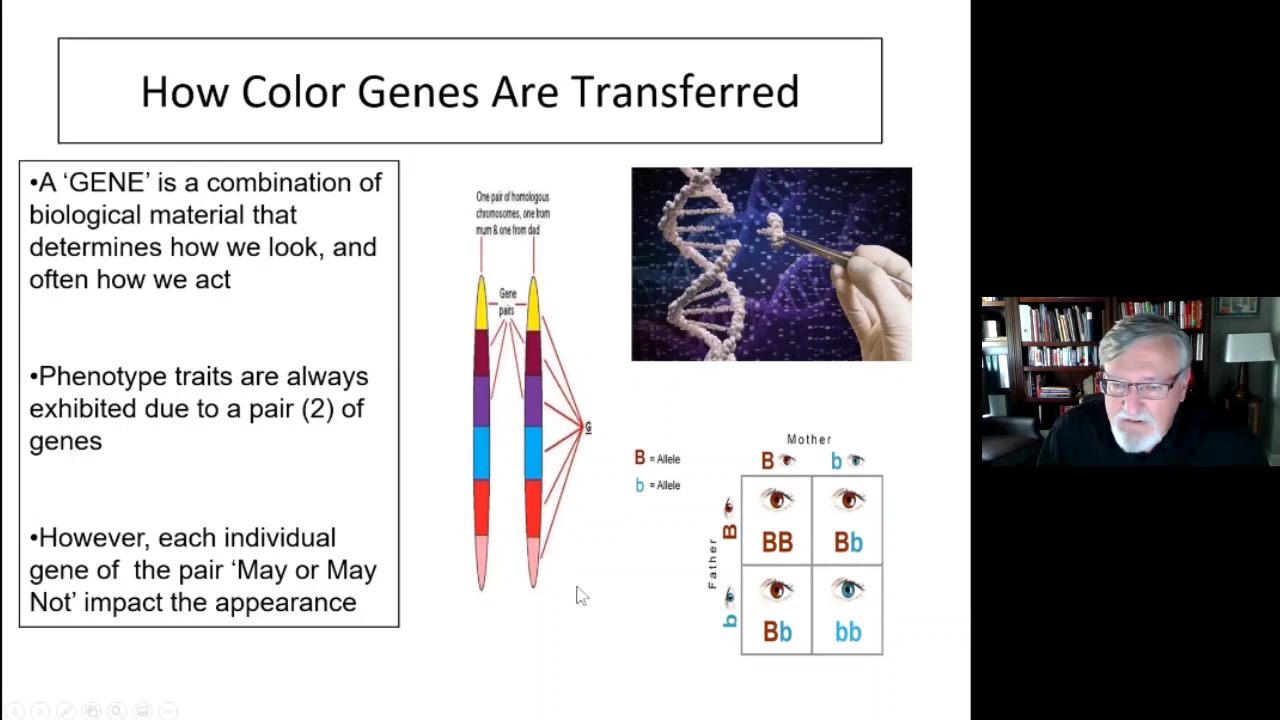 How Color Genes Are Transferred
•A ‘GENE’ is a combination of
biological material that
determines how we look, and
often how we act
•Phenotype traits are always
exhibited due to a pair (2) of
genes
•However, each individual
gene of the pair ‘May or May
Not’ impact the appearance
One pair of homologous
chromosomes, one from
mum & one from dad
Gene
pairs
G
B = Allele
b = Allele
Mother
B b
Father
B
b
BB Bb
Bb bb